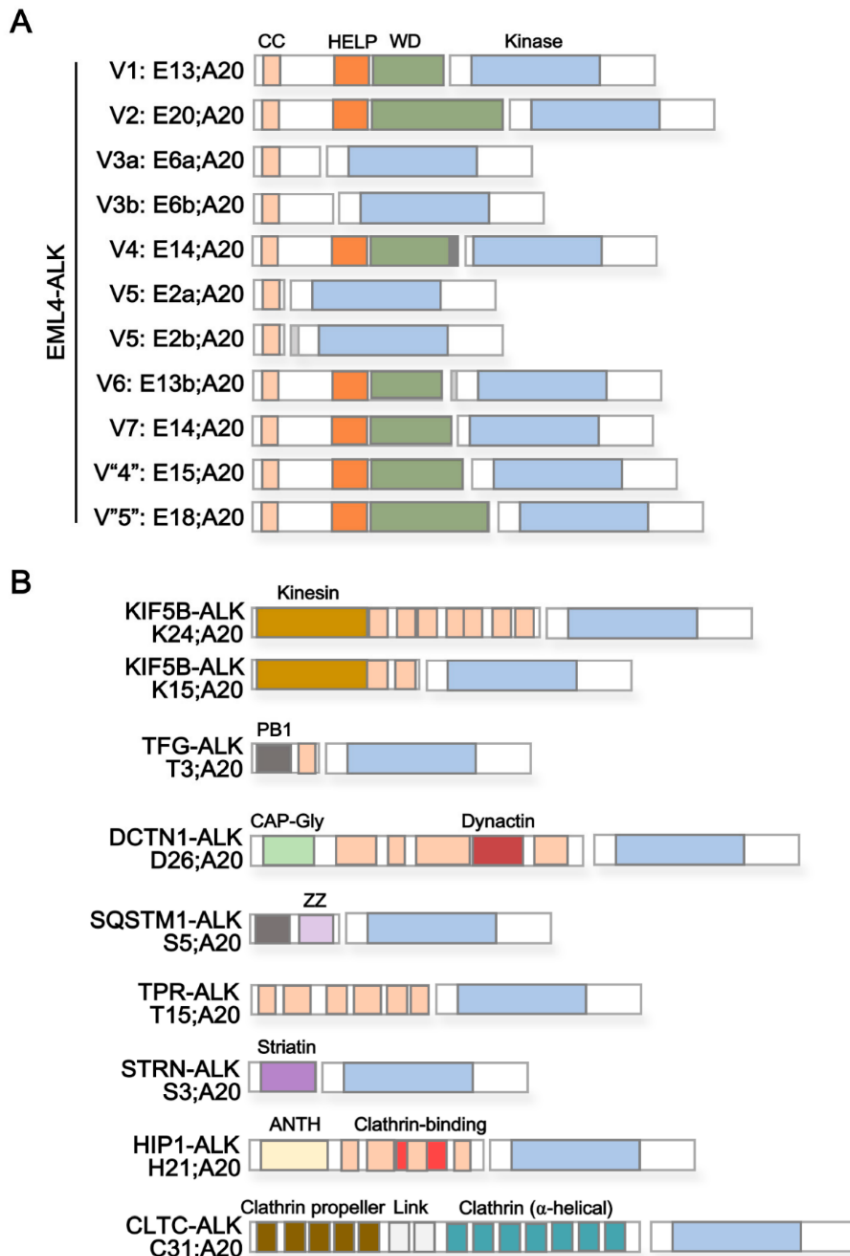 A
CC HELP WD Kinase
V1: E13;A20
V2: E20;A20
V3a: E6a;A20
V3b: E6b;A20
V4: E14;A20
V5: E2a;A20
V5: E2b;A20
V6: E13b;A20
V7: E14;A20
V“4”: E15;A20
V”5”: E18;A20
EML4-ALK
B
Kinesin
KIF5B-ALK
K24;A20
KIF5B-ALK
K15;A20
PB1
TFG-ALK
T3;A20
CAP-Gly Dynactin
DCTN1-ALK
D26;A20
ZZ
SQSTM1-ALK
S5;A20
TPR-ALK
T15;A20
Striatin
STRN-ALK
S3;A20
ANTH Clathrin-binding
HIP1-ALK
H21;A20
Clathrin propeller Link Clathrin (α-helical)
CLTC-ALK
C31;A20